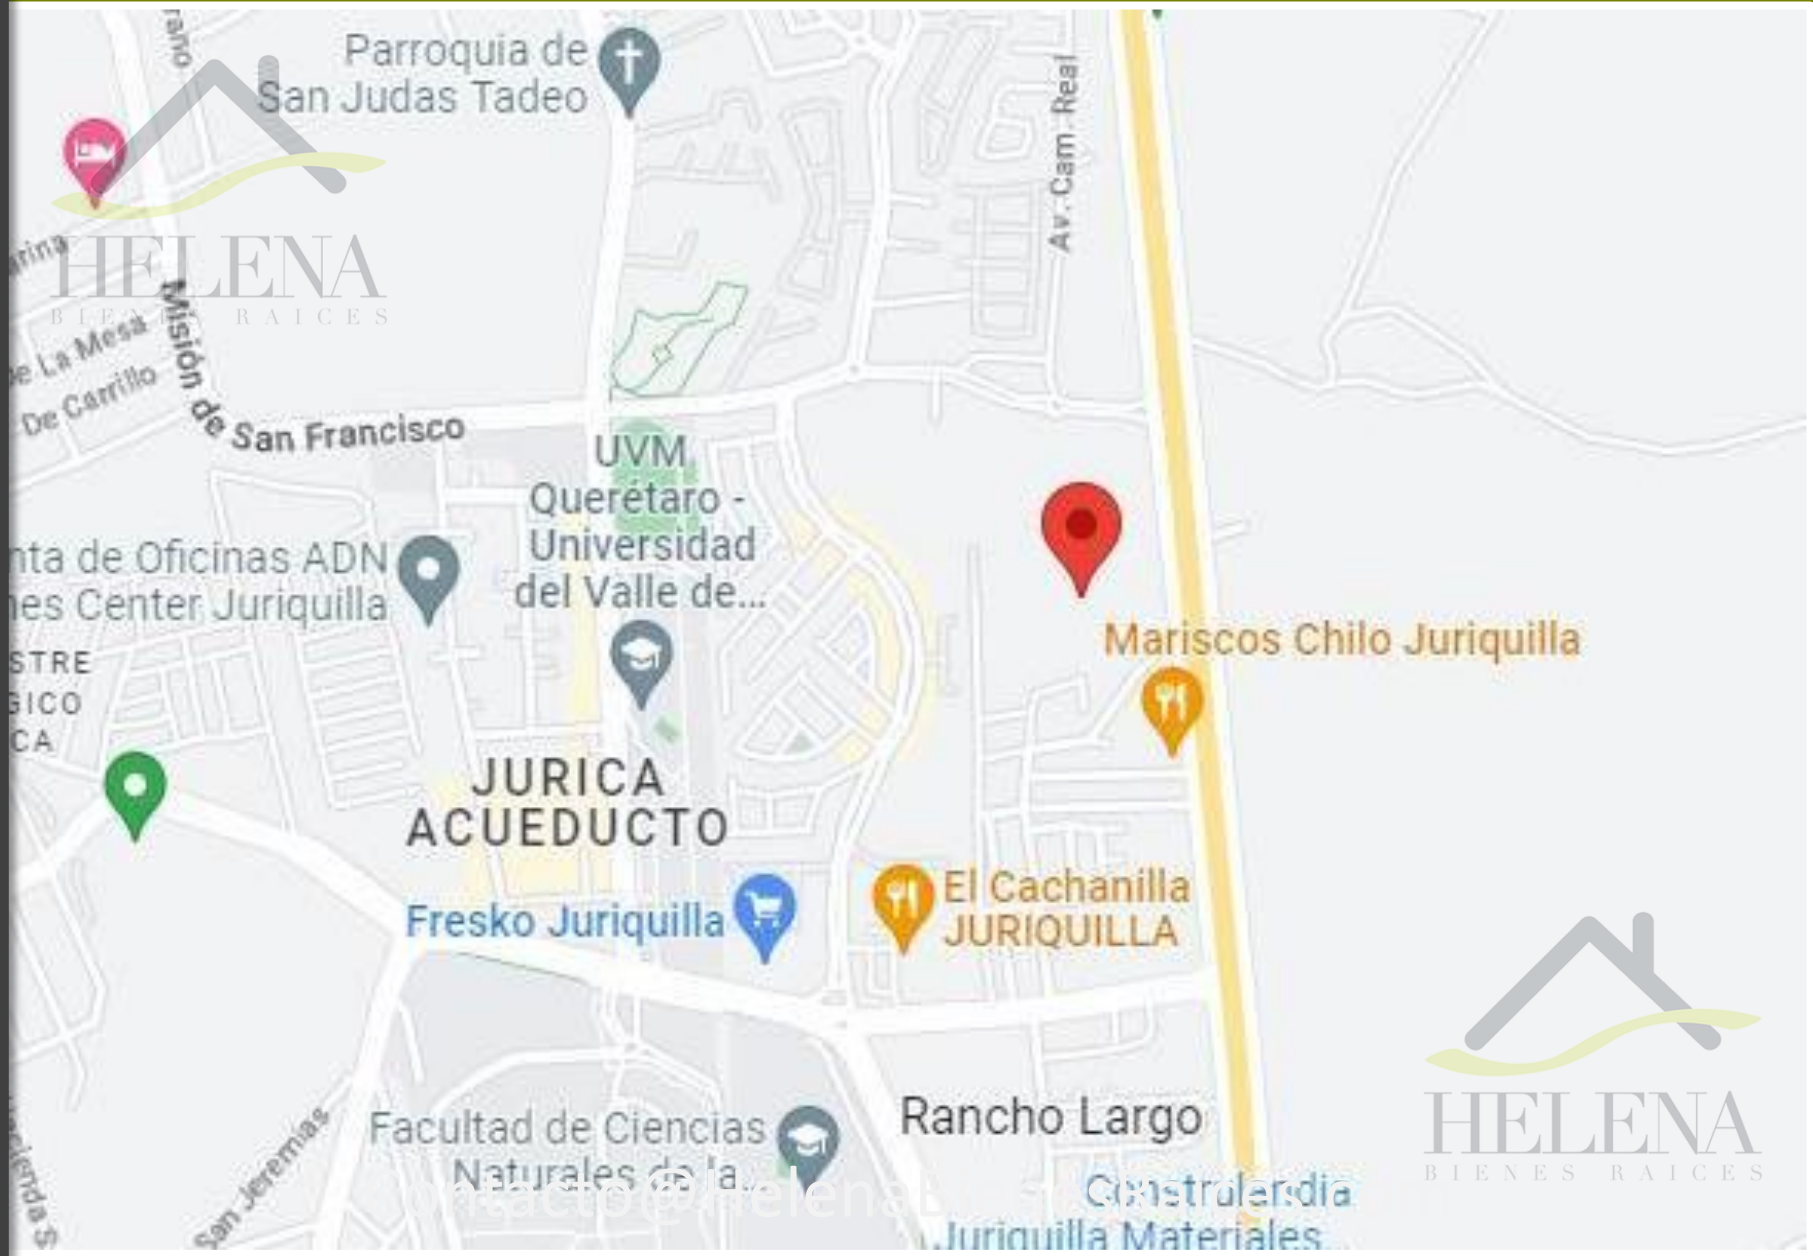 Parroquia de
San Judas Tadeo
Av. Cam. Real
HELENA
BIENES RAICES
De La Mesa
De Carrillo
Misión de San Francisco
UVM
Querétaro -
Universidad
del Valle de...
nta de Oficinas ADN
nes Center Juriquilla
STRE
GICO
CA
Mariscos Chilo Juriquilla
JURICA
ACUEDUCTO
Fresko Juriquilla
El Cachanilla
JURIQUILLA
HELENA
BIENES RAICES
Rancho Largo
Facultad de Ciencias
Naturales de la...
San Jeremías
Construlandia
Juriquilla Materiales...